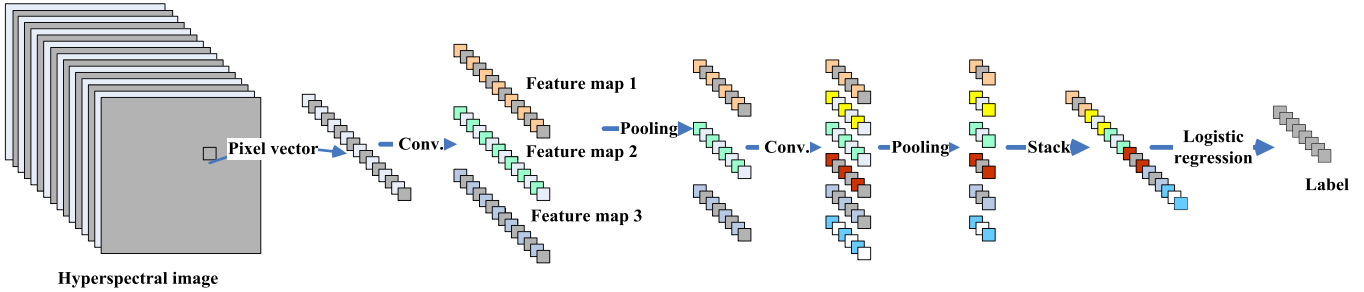 Hyperspectral image
Pixel vector
Conv.
Feature map 1
Feature map 2
Feature map 3
Pooling
Conv.
Pooling
Stack
Logistic
regression
Label